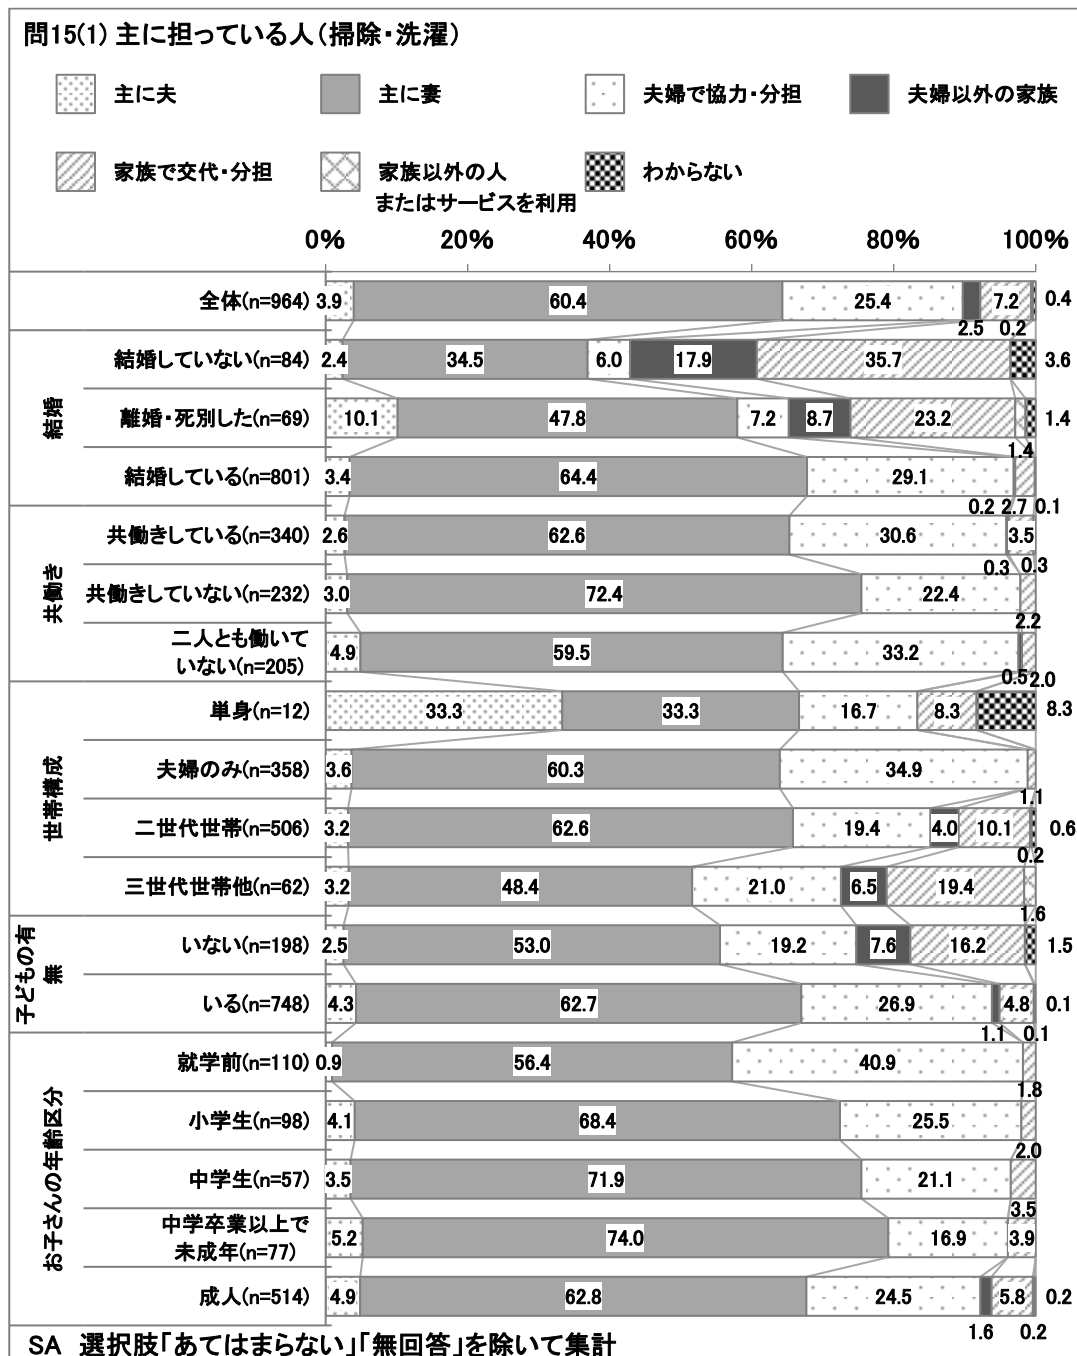 問15(1) 主に担っている人（掃除・洗濯）
主に夫 主に妻 夫婦で協力・分担 夫婦以外の家族
家族で交代・分担 家族以外の人 わからない
またはサービスを利用
0% 20% 40% 60% 80% 100%
全体(n=964) 3.9 60.4 25.4 7.2 0.4
2.5 0.2
結婚
結婚していない(n=84) 2.4 34.5 6.0 17.9 35.7 3.6
離婚・死別した(n=69) 10.1 47.8 7.2 8.7 23.2 1.4
1.4
結婚している(n=801) 3.4 64.4 29.1
0.2 2.7 0.1
共働き
共働きしている(n=340) 2.6 62.6 30.6 3.5
0.3 0.3
共働きしていない(n=232) 3.0 72.4 22.4
2.2
二人とも働いて
いない(n=205) 4.9 59.5 33.2
0.5 2.0
世帯構成
単身(n=12) 33.3 33.3 16.7 8.3 8.3
夫婦のみ(n=358) 3.6 60.3 34.9
1.1
二世代世帯(n=506) 3.2 62.6 19.4 4.0 10.1 0.6
0.2
三世代世帯他(n=62) 3.2 48.4 21.0 6.5 19.4
1.6
子どもの有
無
いない(n=198) 2.5 53.0 19.2 7.6 16.2 1.5
いる(n=748) 4.3 62.7 26.9 4.8 0.1
1.1 0.1
お子さんの年齢区分
就学前(n=110) 0.9 56.4 40.9
1.8
小学生(n=98) 4.1 68.4 25.5
2.0
中学生(n=57) 3.5 71.9 21.1
3.5
中学卒業以上で
未成年(n=77) 5.2 74.0 16.9 3.9
成人(n=514) 4.9 62.8 24.5 5.8 0.2
1.6 0.2
SA 選択肢「あてはまらない」「無回答」を除いて集計